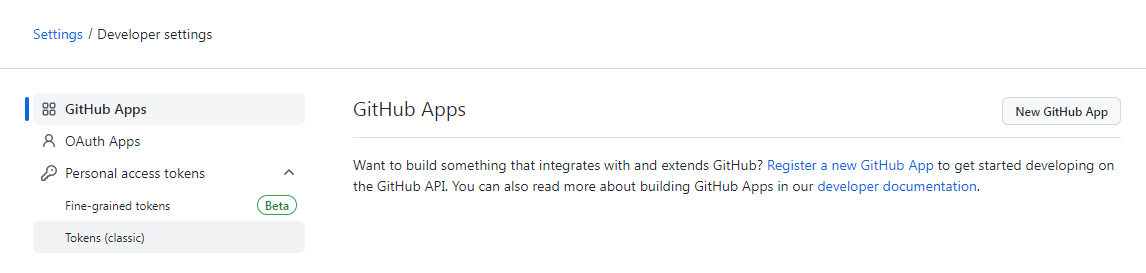 Settings / Developer settings
GitHub Apps
OAuth Apps
Personal access tokens
Fine-grained tokens Beta
Tokens (classic)
GitHub Apps
New GitHub App
Want to build something that integrates with and extends GitHub? Register a new GitHub App to get started developing on
the GitHub API. You can also read more about building GitHub Apps in our developer documentation.